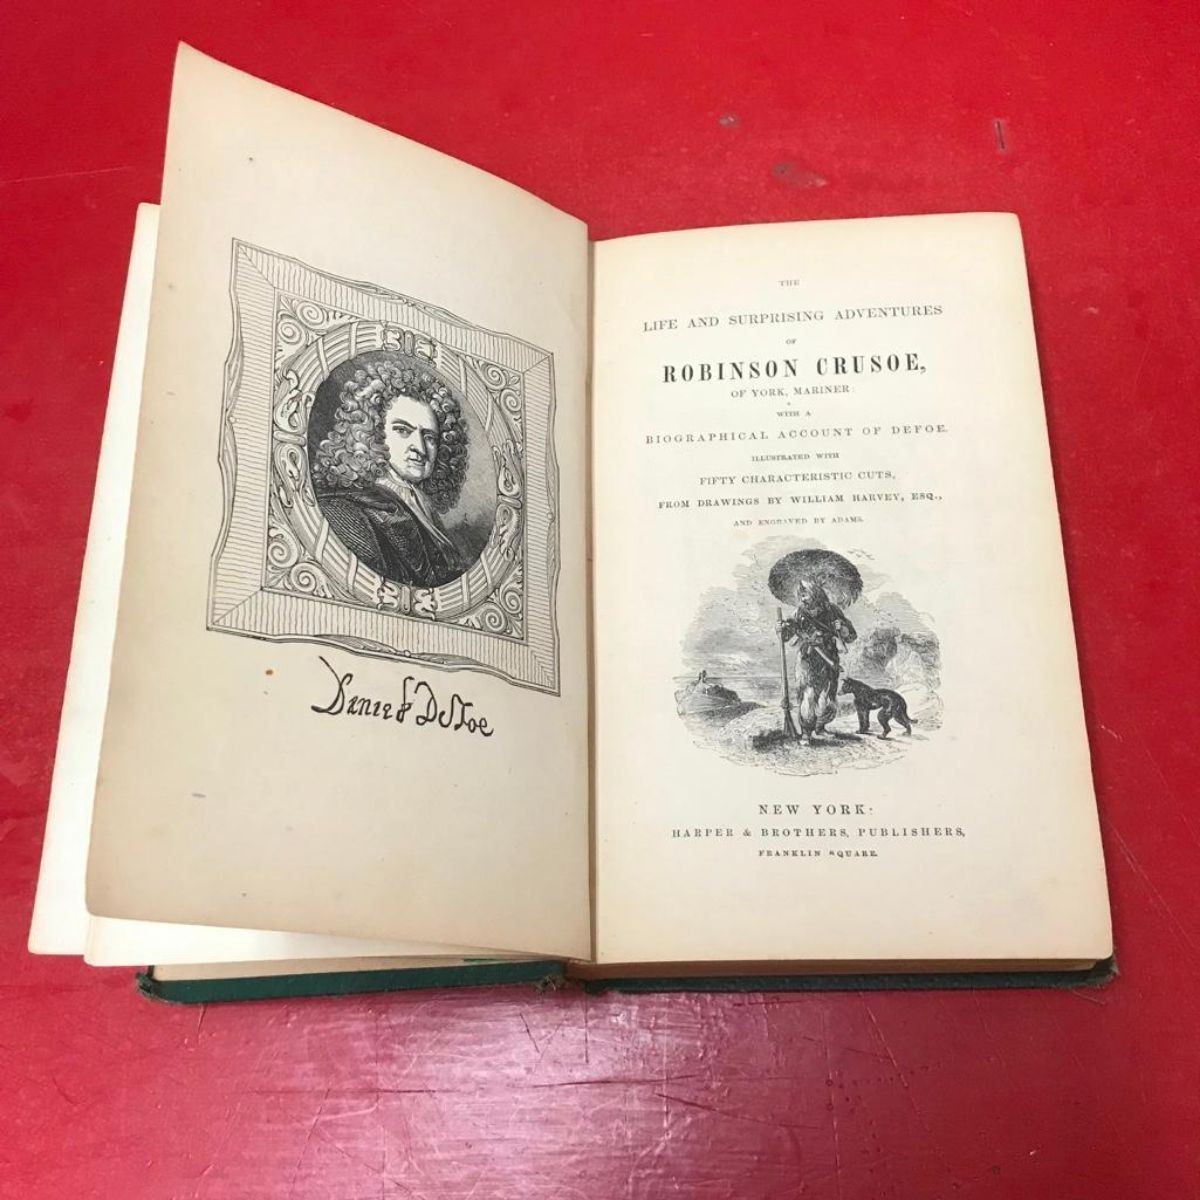 Daniel DeFoe
THE
LIFE AND SURPRISING ADVENTURES
OF
ROBINSON CRUSOE,
OF YORK, MARINER:
WITH A
BIOGRAPHICAL ACCOUNT OF DEFOE.
ILLUSTRATED WITH
FIFTY CHARACTERISTIC CUTS,
FROM DRAWINGS BY WILLIAM HARVEY, ESQ.,
AND ENGRAVED BY ADAMS.
NEW YORK:
HARPER & BROTHERS, PUBLISHERS,
FRANKLIN SQUARE.